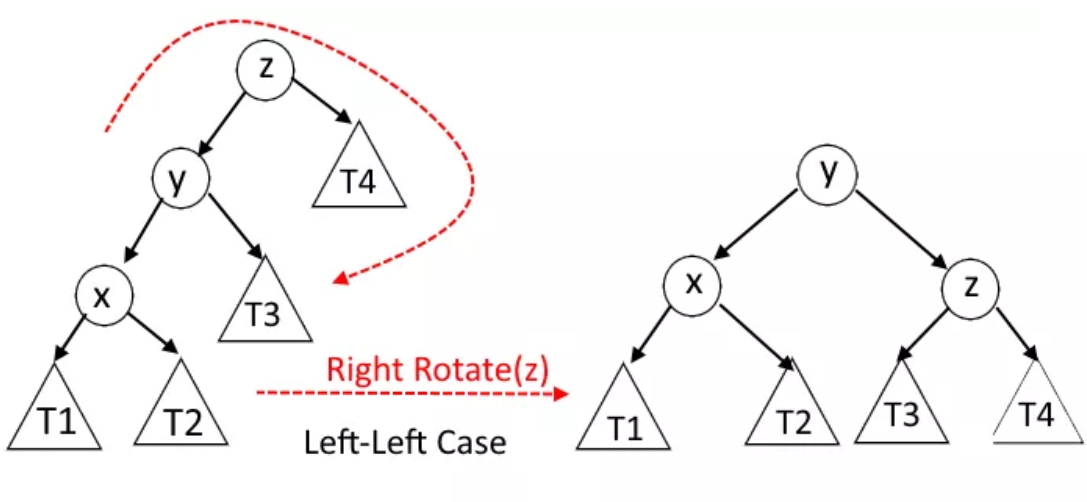 z
y
T4
x
T3
T1
T2
Right Rotate(z)
Left-Left Case
y
x
z
T1
T2
T3
T4